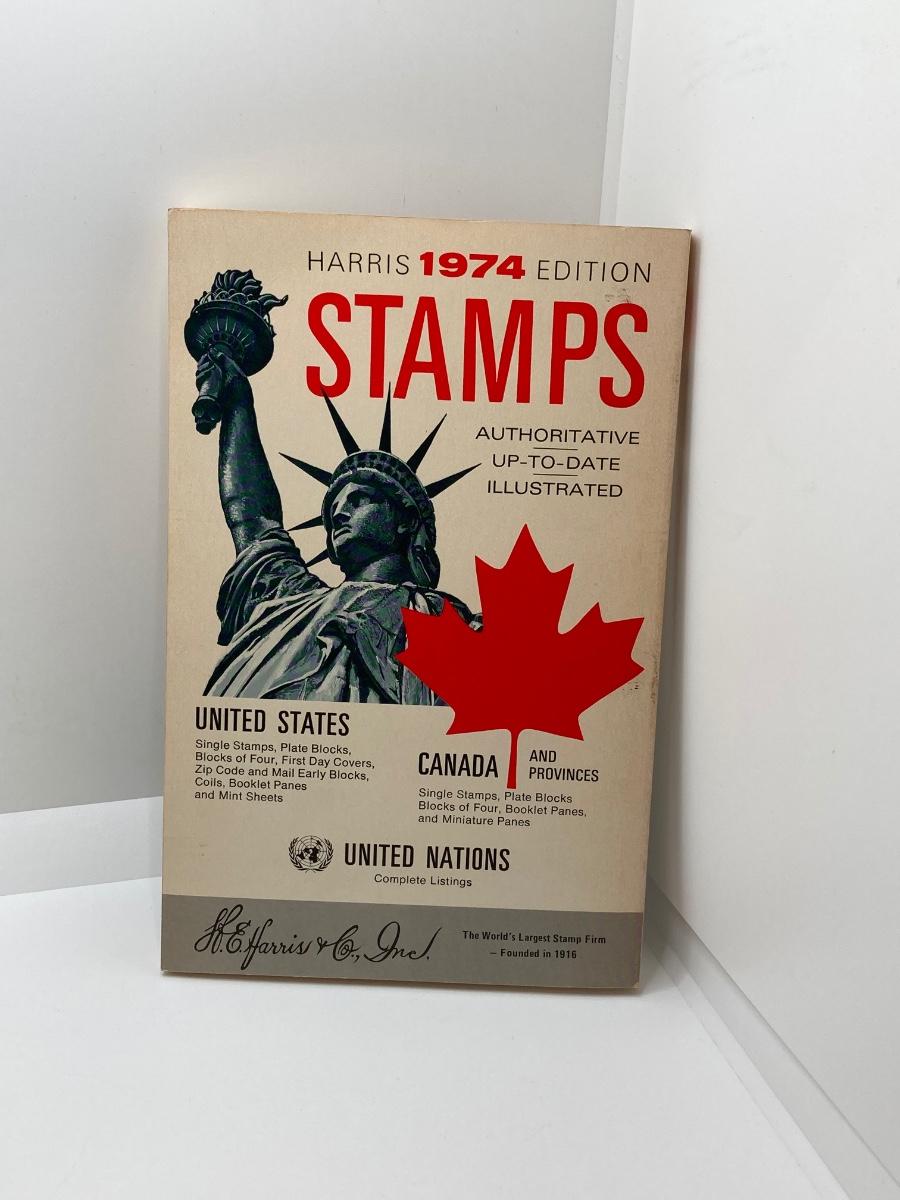 HARRIS 1974 EDITION
STAMPS
AUTHORITATIVE
UP-TO-DATE
ILLUSTRATED
UNITED STATES
Single Stamps, Plate Blocks,
Blocks of Four, First Day Covers,
Zip Code and Mail Early Blocks,
Coils, Booklet Panes
and Mint Sheets
CANADA AND PROVINCES
Single Stamps, Plate Blocks
Blocks of Four, Booklet Panes,
and Miniature Panes
UNITED NATIONS
Complete Listings
H.E. Harris & Co., Inc.
The World's Largest Stamp Firm
— Founded in 1916